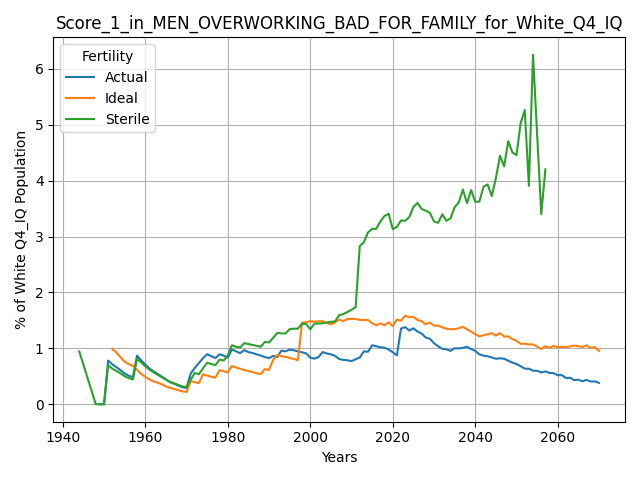 Score_1_in_MEN_OVERWORKING_BAD_FOR_FAMILY_for_White_Q4_IQ
% of White Q4_IQ Population
Fertility
Actual
Ideal
Sterile
6
5
4
3
2
1
0
1940 1960 1980 2000 2020 2040 2060
Years